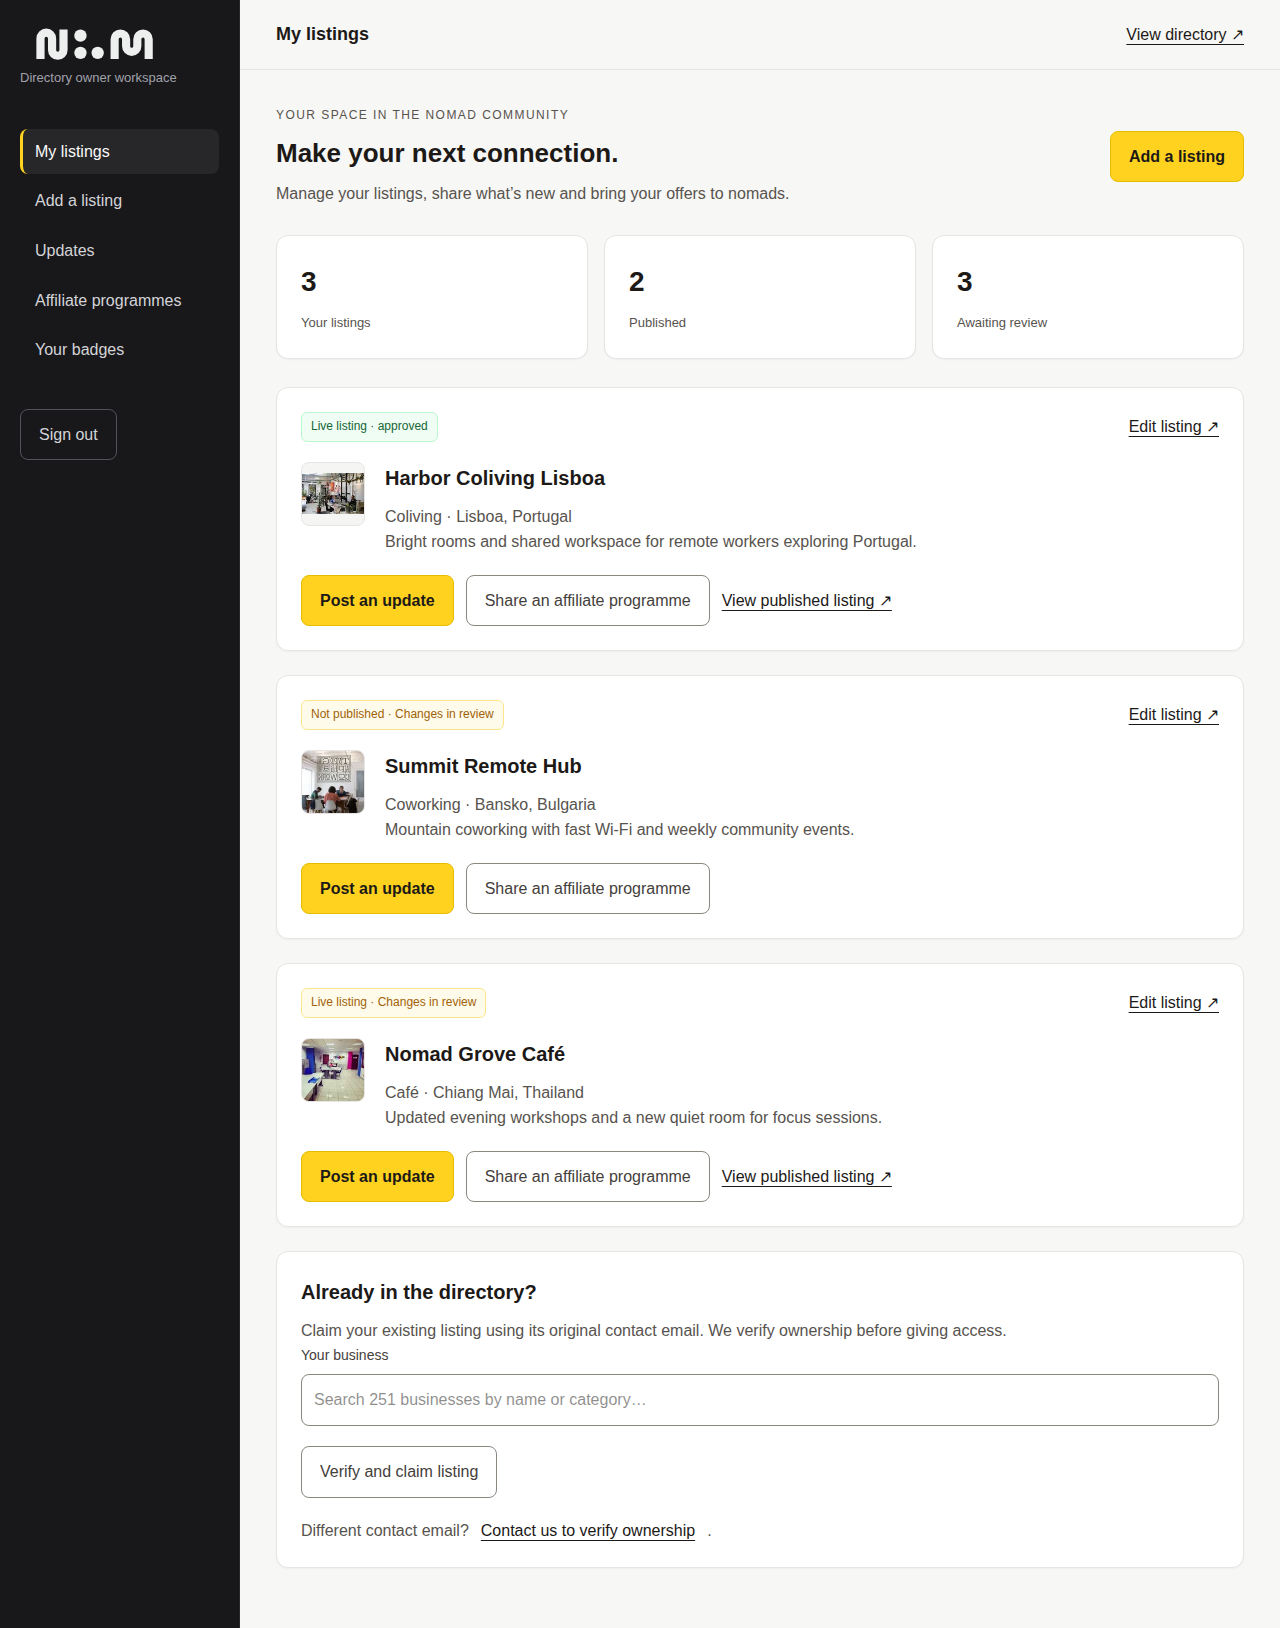 Directory owner workspace
My listings
Add a listing
Updates
Affiliate programmes
Your badges
Sign out
My listings
View directory ↗
YOUR SPACE IN THE NOMAD COMMUNITY
Make your next connection.
Manage your listings, share what’s new and bring your offers to nomads.
Add a listing
3
Your listings
2
Published
3
Awaiting review
Live listing · approved
Edit listing ↗
Harbor Coliving Lisboa
Coliving · Lisboa, Portugal
Bright rooms and shared workspace for remote workers exploring Portugal.
Post an update
Share an affiliate programme
View published listing ↗
Not published · Changes in review
Edit listing ↗
Summit Remote Hub
Coworking · Bansko, Bulgaria
Mountain coworking with fast Wi-Fi and weekly community events.
Post an update
Share an affiliate programme
Live listing · Changes in review
Edit listing ↗
Nomad Grove Café
Café · Chiang Mai, Thailand
Updated evening workshops and a new quiet room for focus sessions.
Post an update
Share an affiliate programme
View published listing ↗
Already in the directory?
Claim your existing listing using its original contact email. We verify ownership before giving access.
Your business
Search 251 businesses by name or category…
Verify and claim listing
Different contact email? Contact us to verify ownership .